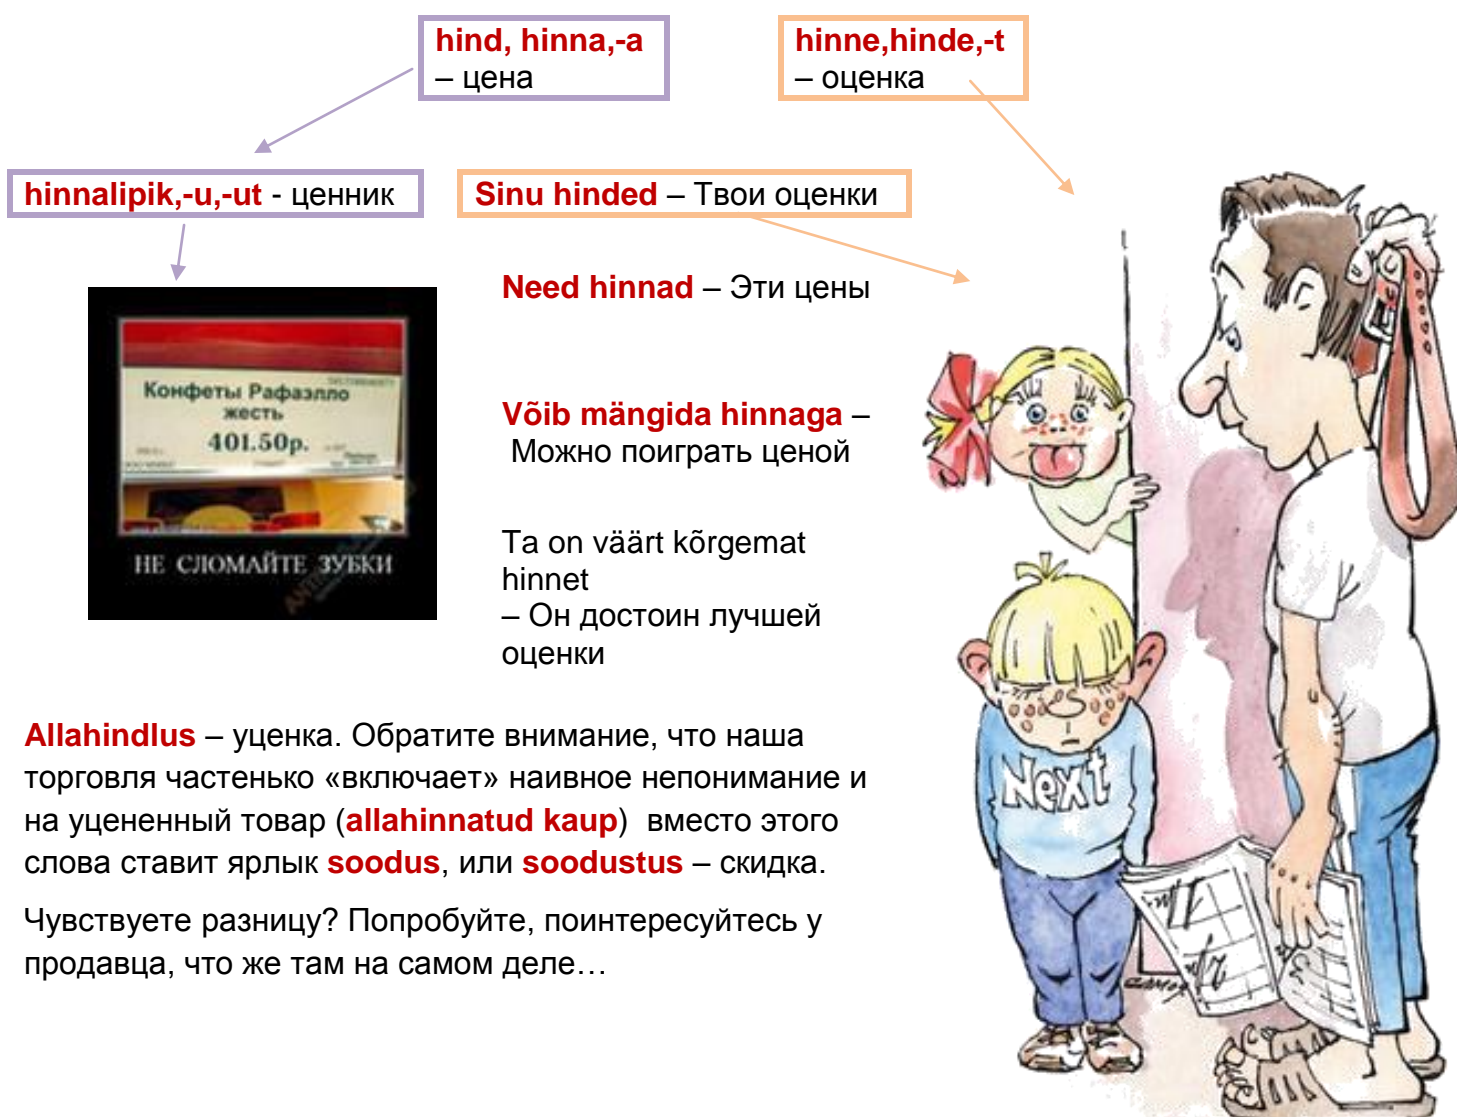 hind, hinna,-a
– цена
hinne,hinde,-t
– оценка
hinnalipik,-u,-ut - ценник
Sinu hinded – Твои оценки
Need hinnad – Эти цены
Конфеты Рафаэлло
жесть
401.50р.
НЕ СЛОМАЙТЕ ЗУБКИ
Võib mängida hinnaga –
Можно поиграть ценой
Ta on väärt kõrgemat
hinnet
– Он достоин лучшей
оценки
Next
Allahindlus – уценка. Обратите внимание, что наша
торговля частенько «включает» наивное непонимание и
на уцененный товар (allahinnatud kaup) вместо этого
слова ставит ярлык soodus, или soodustus – скидка.
Чувствуете разницу? Попробуйте, поинтересуйтесь у
продавца, что же там на самом деле…